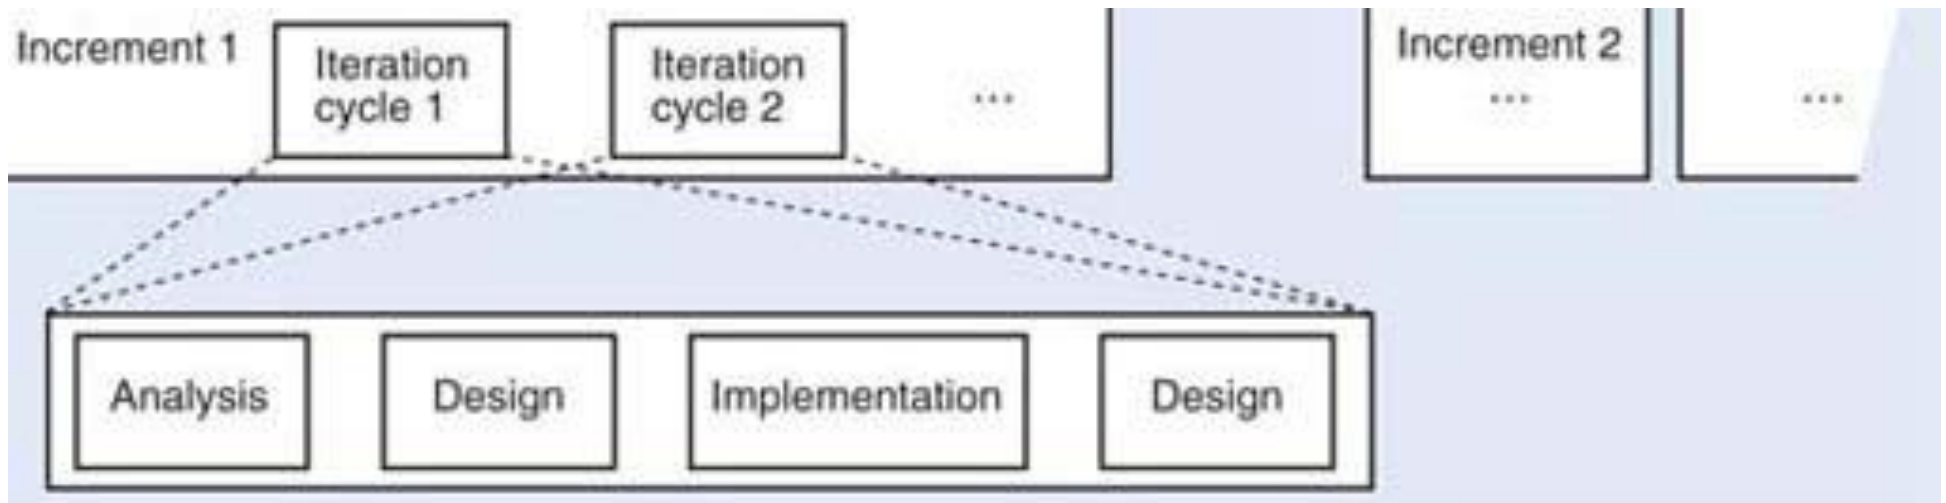 Increment 1
Iteration
cycle 1
Iteration
cycle 2
...
Increment 2
...
...
Analysis
Design
Implementation
Design